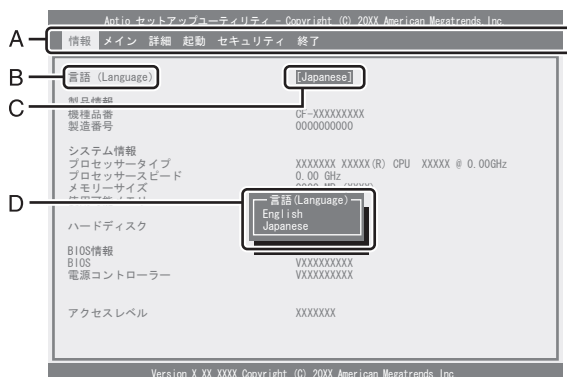 Aptio セットアップユーティリティ - Copyright (C) 20XX American Megatrends Inc
A
情報 メイン 詳細 起動 セキュリティ 終了
B
言語 (Language) [Japanese]
C
製品情報
機種品番 CF-XXXXXXXXX
製造番号 0000000000
システム情報
プロセッサータイプ XXXXXXX XXXXX(R) CPU XXXXX @ 0.00GHz
プロセッサースピード 0.00 GHz
メモリーサイズ
D
言語(Language)
English
Japanese
ハードディスク
BIOS情報
BIOS VXXXXXXXXX
電源コントローラー VXXXXXXXXX
アクセスレベル XXXXXXX
Version X XX XXXX Copyright (C) 20XX American Megatrends Inc